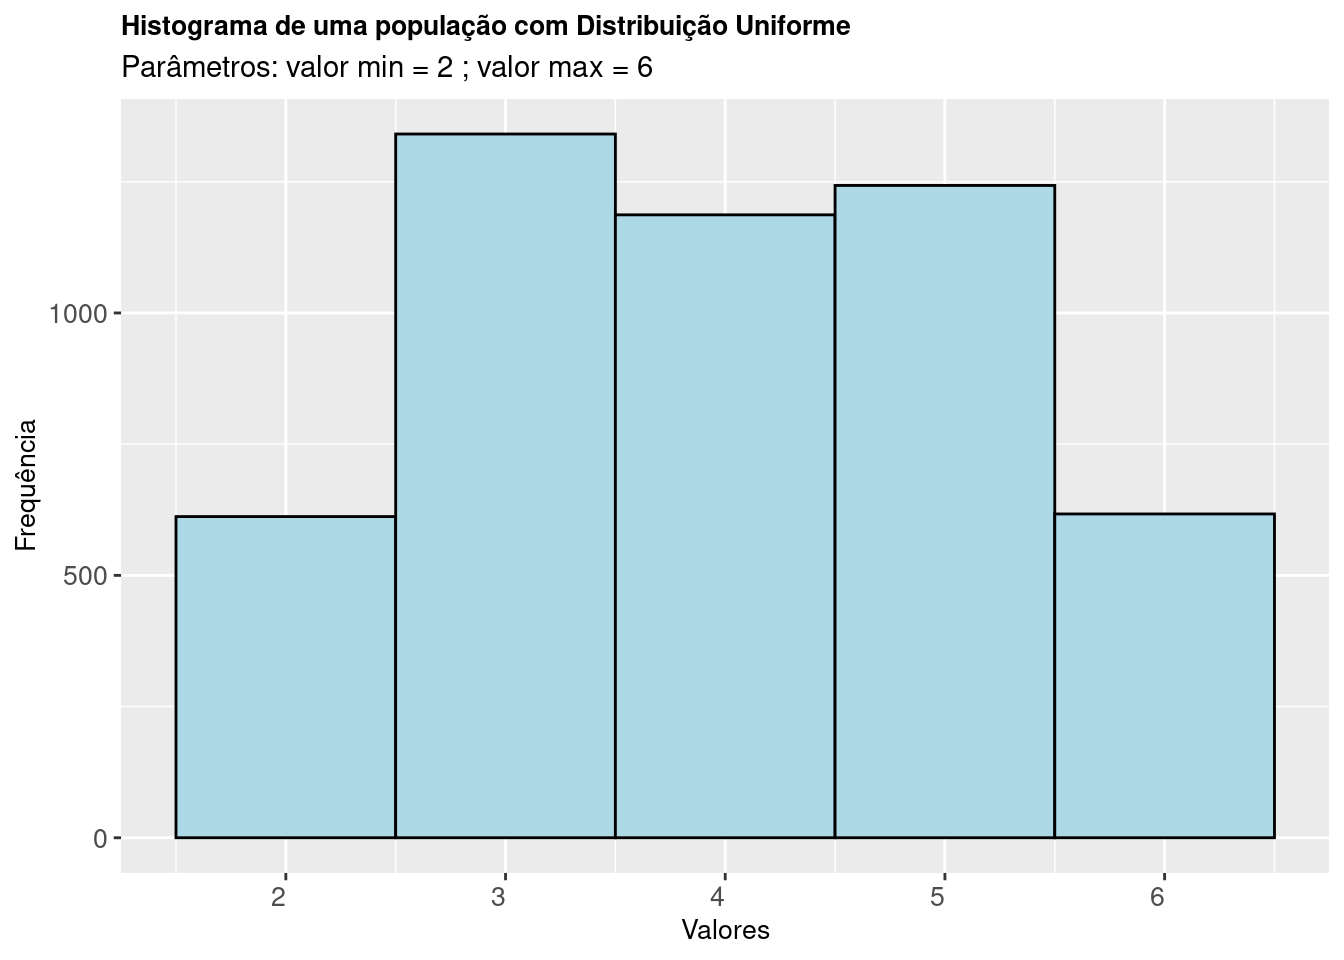 Histograma de uma população com Distribuição Uniforme
Parâmetros: valor min = 2 ; valor max = 6
Frequência
1000
500
0
2 3 4 5 6
Valores